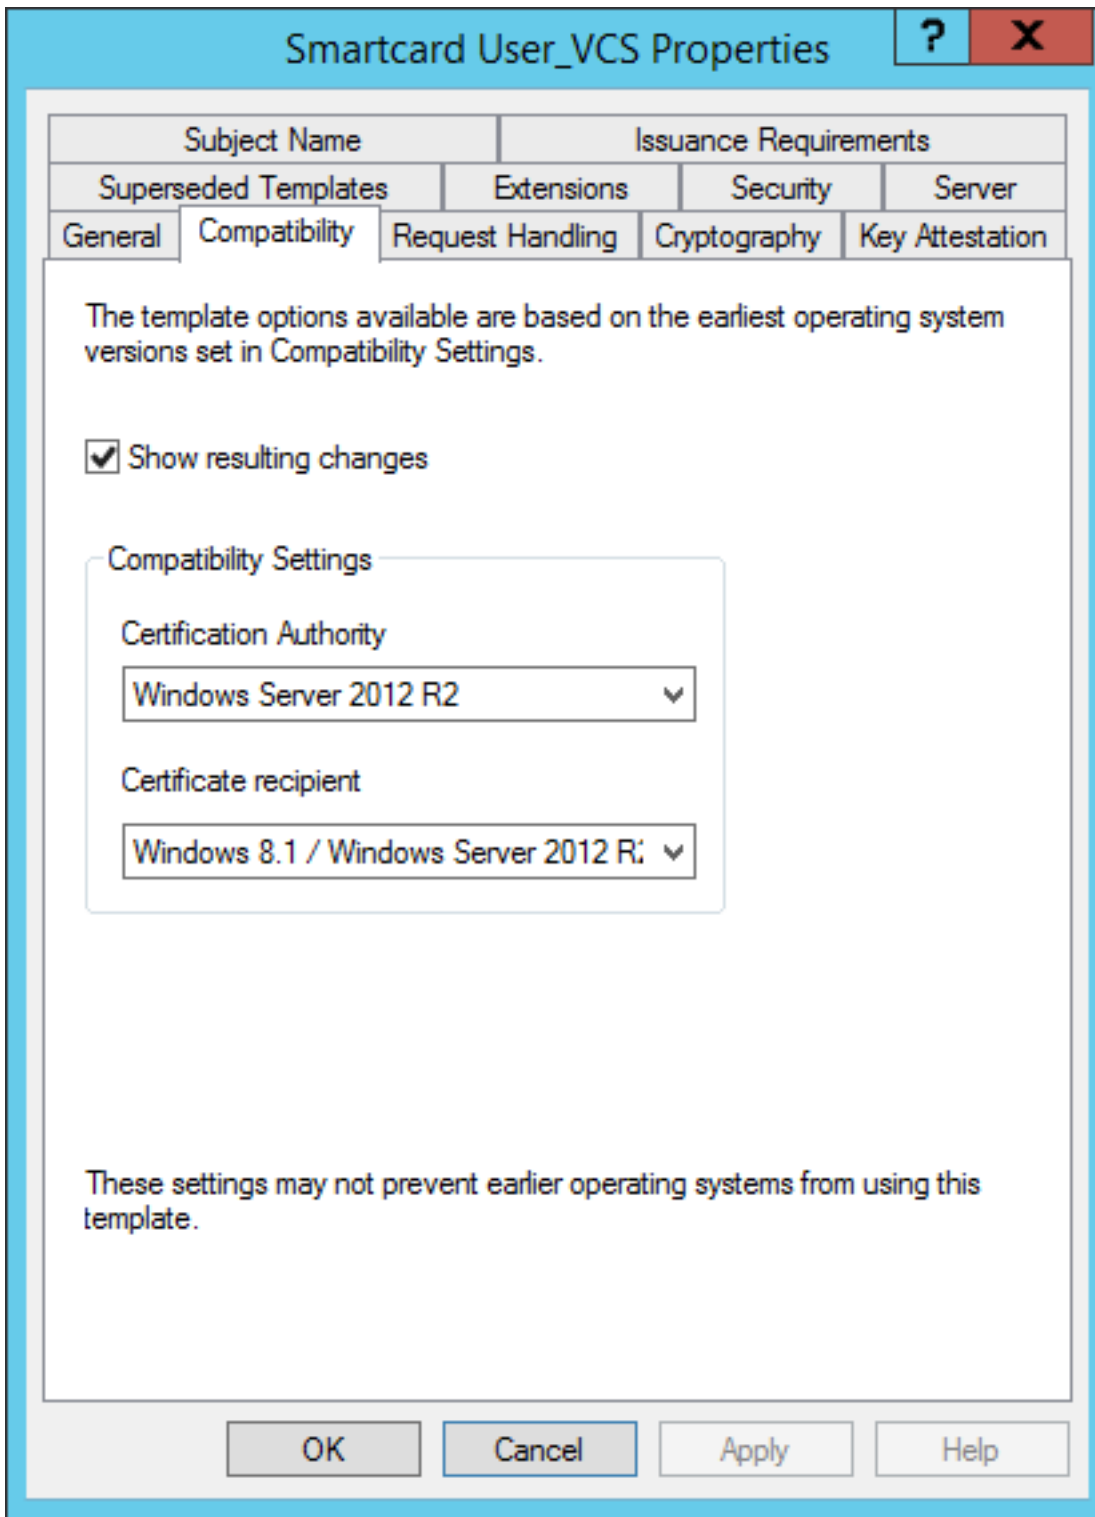 Smartcard User_VCS Properties
?
X
Subject Name
Issuance Requirements
Superseded Templates
Extensions
Security
Server
General
Compatibility
Request Handling
Cryptography
Key Attestation
The template options available are based on the earliest operating system
versions set in Compatibility Settings.
Show resulting changes
Compatibility Settings
Certification Authority
Windows Server 2012 R2
Certificate recipient
Windows 8.1 / Windows Server 2012 R2
These settings may not prevent earlier operating systems from using this
template.
OK
Cancel
Apply
Help